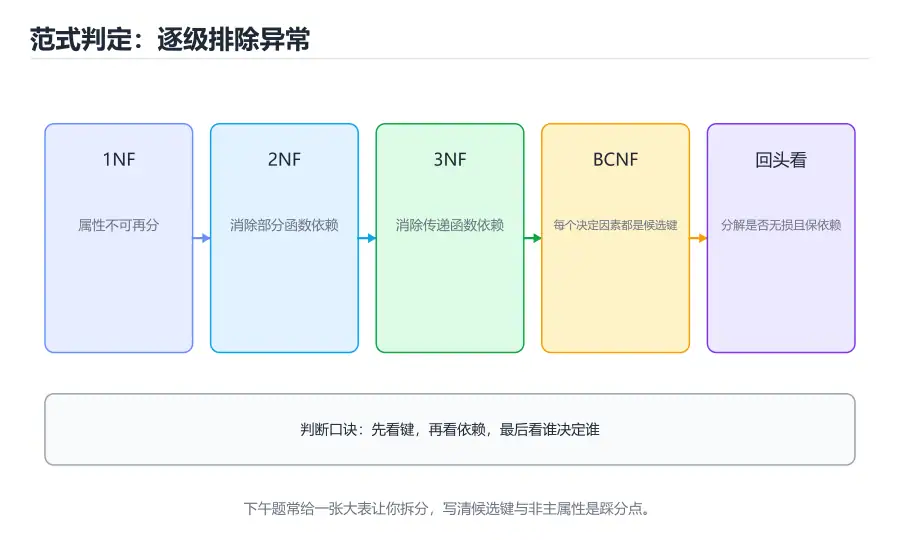 范式判定：逐级排除异常
1NF
属性不可再分
2NF
消除部分函数依赖
3NF
消除传递函数依赖
BCNF
每个决定因素都是候选键
回头看
分解是否无损且保依赖
判断口诀：先看键，再看依赖，最后看谁决定谁
下午题常给一张大表让你拆分，写清候选键与非主属性是踩分点。